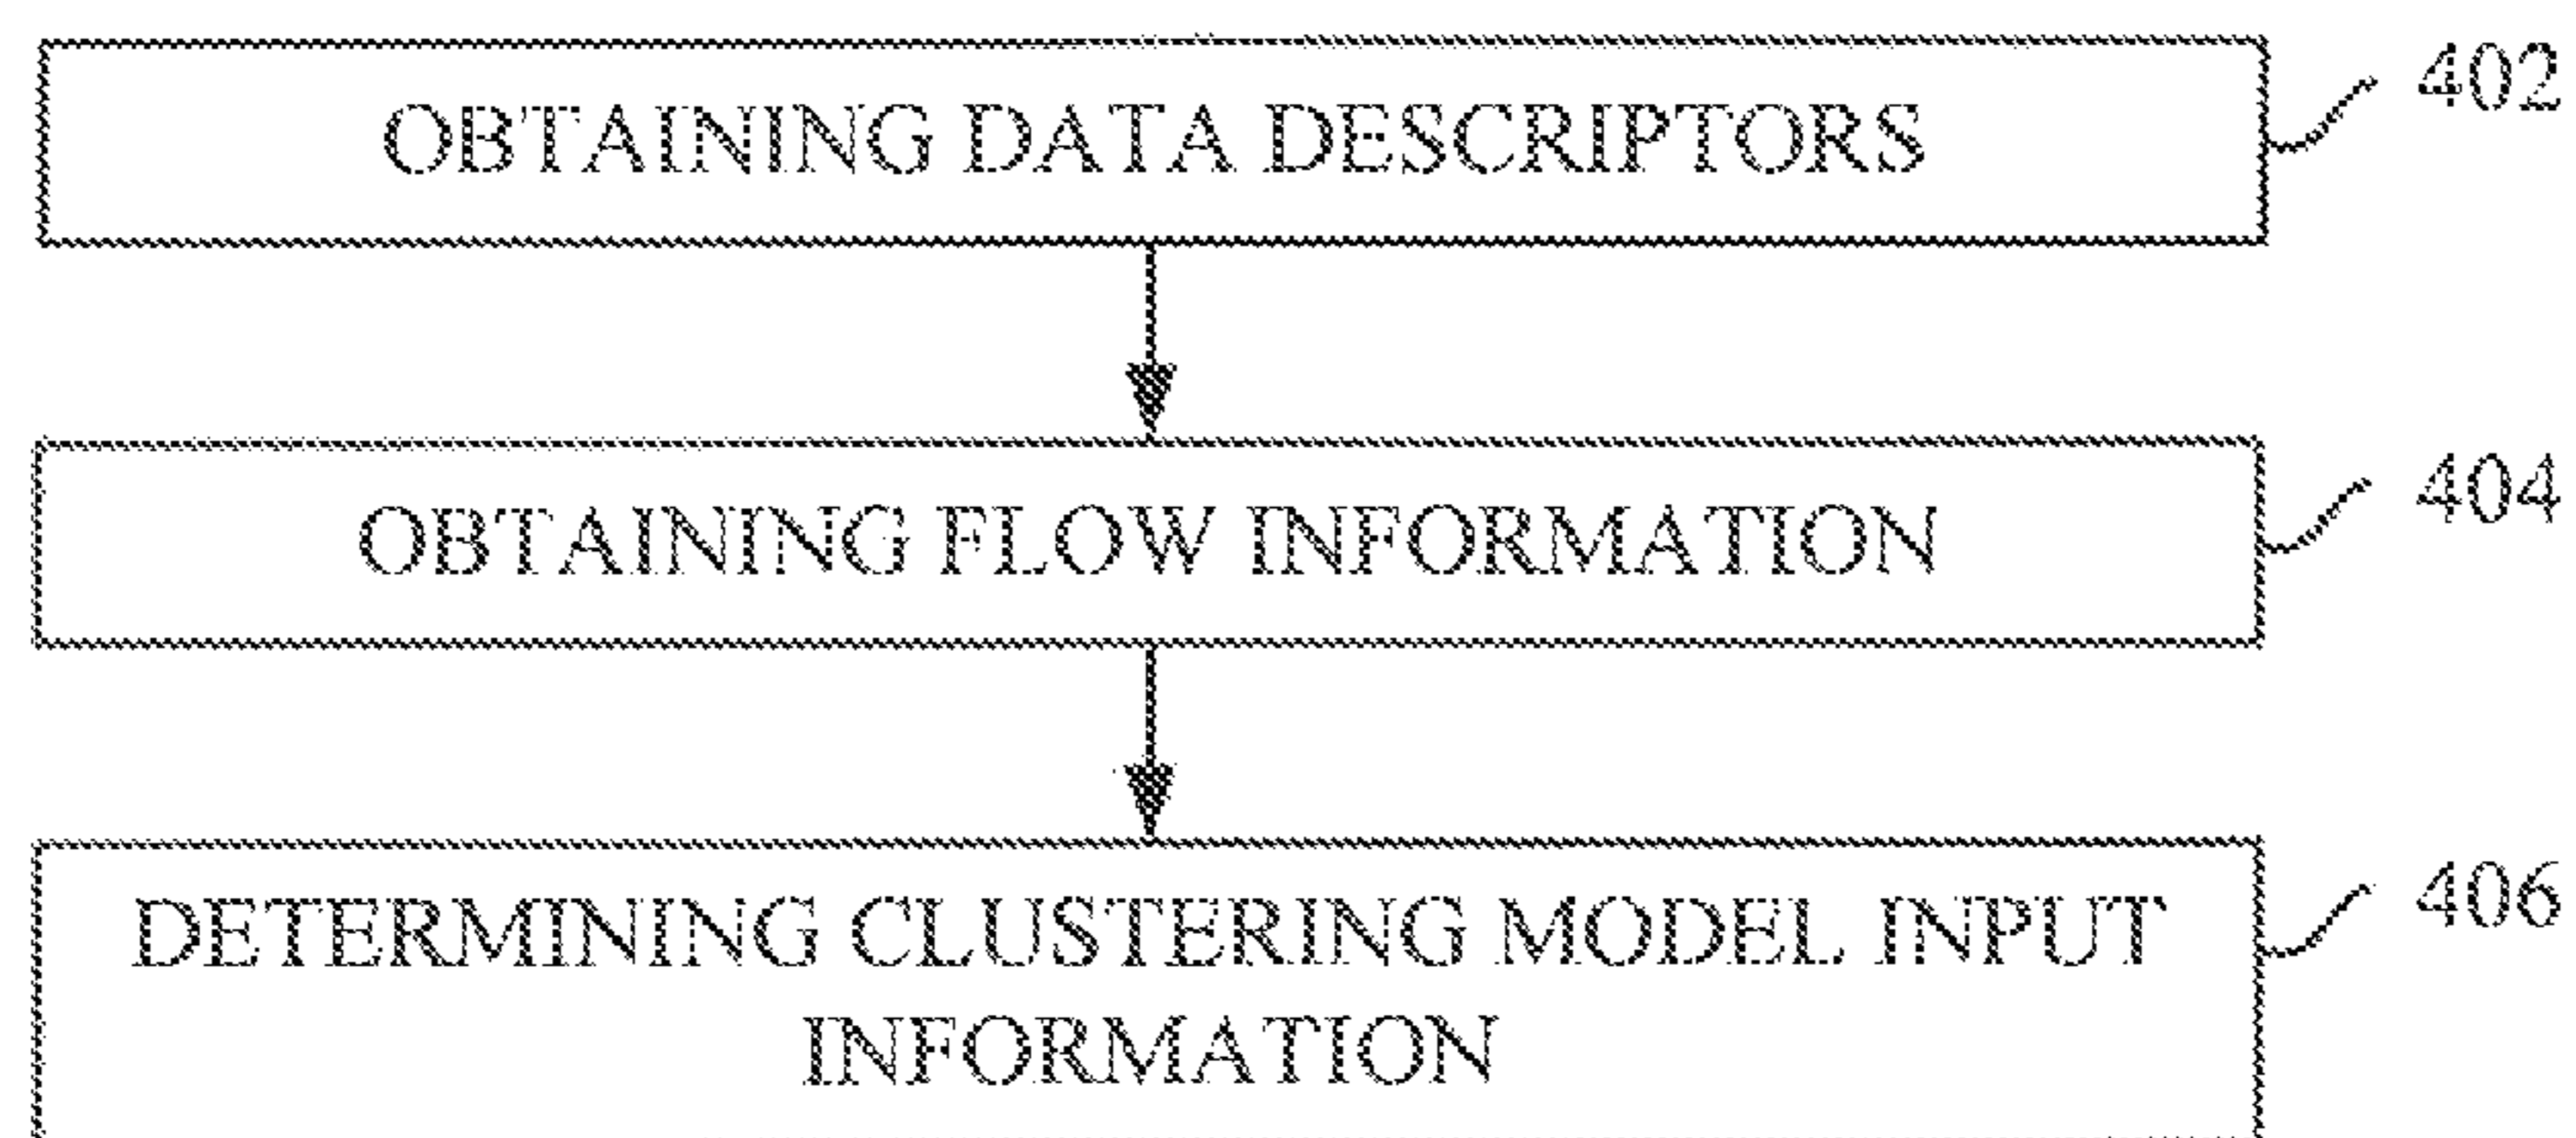 OBTAINING DATA DESCRIPTORS
402
OBTAINING FLOW INFORMATION
404
DETERMINING CLUSTERING MODEL INPUT
INFORMATION
406